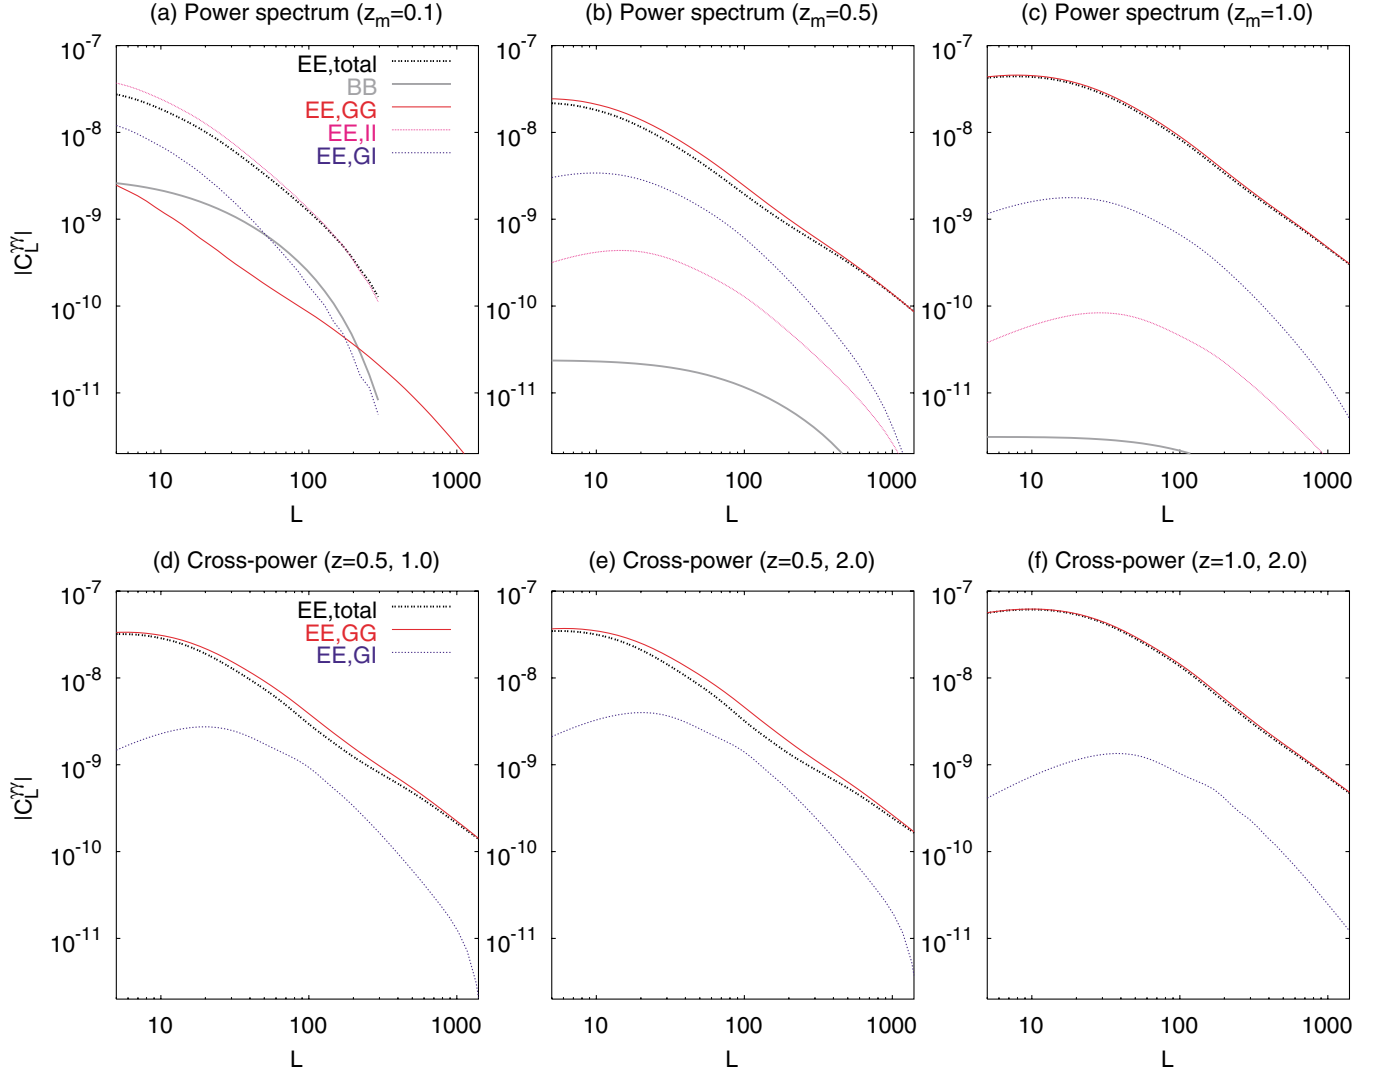 (a) Power spectrum (z_m=0.1)
(b) Power spectrum (z_m=0.5)
(c) Power spectrum (z_m=1.0)
10^-7
10^-8
10^-9
10^-10
10^-11
|C_L^γγ|
EE,total
BB
EE,GG
EE,II
EE,GI
10
100
1000
L
10^-7
10^-8
10^-9
10^-10
10^-11
10
100
1000
L
10^-7
10^-8
10^-9
10^-10
10^-11
10
100
1000
L
(d) Cross-power (z=0.5, 1.0)
(e) Cross-power (z=0.5, 2.0)
(f) Cross-power (z=1.0, 2.0)
10^-7
10^-8
10^-9
10^-10
10^-11
|C_L^γγ|
EE,total
EE,GG
EE,GI
10
100
1000
L
10^-7
10^-8
10^-9
10^-10
10^-11
10
100
1000
L
10^-7
10^-8
10^-9
10^-10
10^-11
10
100
1000
L